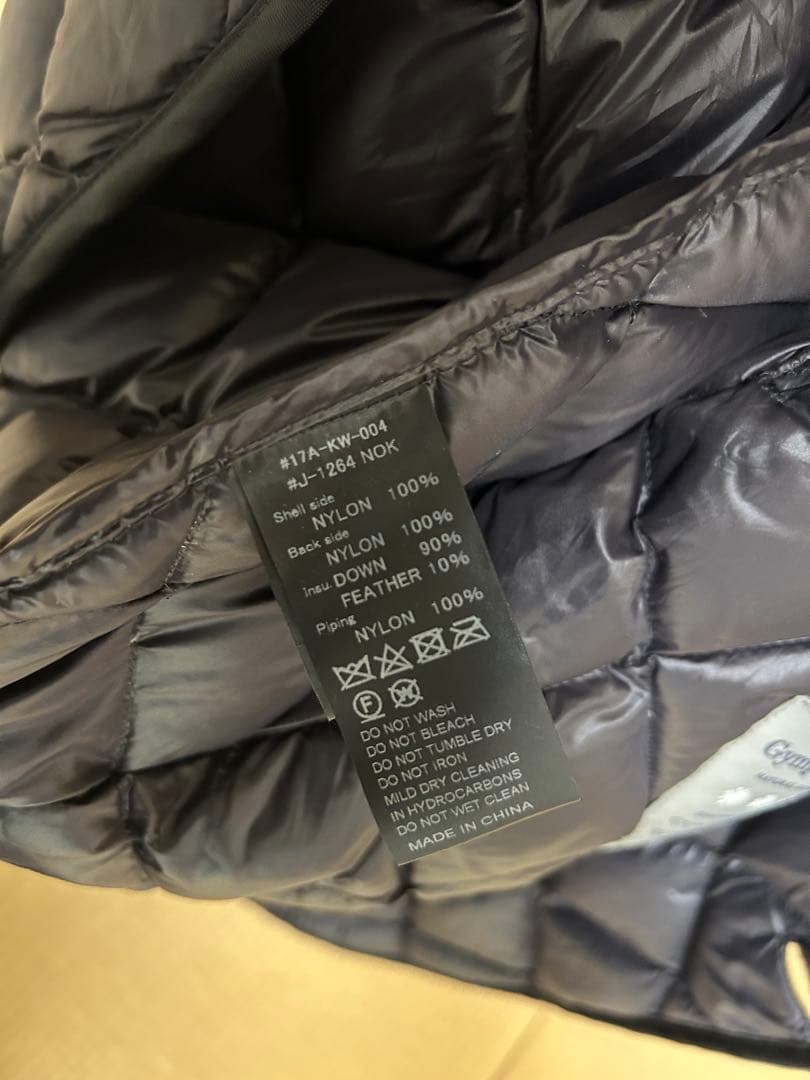 #17A-KW-004
#J-1264 NOK
Shell side
NYLON 100%
Back side
NYLON 100%
Insu. DOWN 90%
FEATHER 10%
Piping
NYLON 100%
F W
DO NOT WASH
DO NOT BLEACH
DO NOT TUMBLE DRY
DO NOT IRON
MILD DRY CLEANING
IN HYDROCARBONS
DO NOT WET CLEAN
MADE IN CHINA